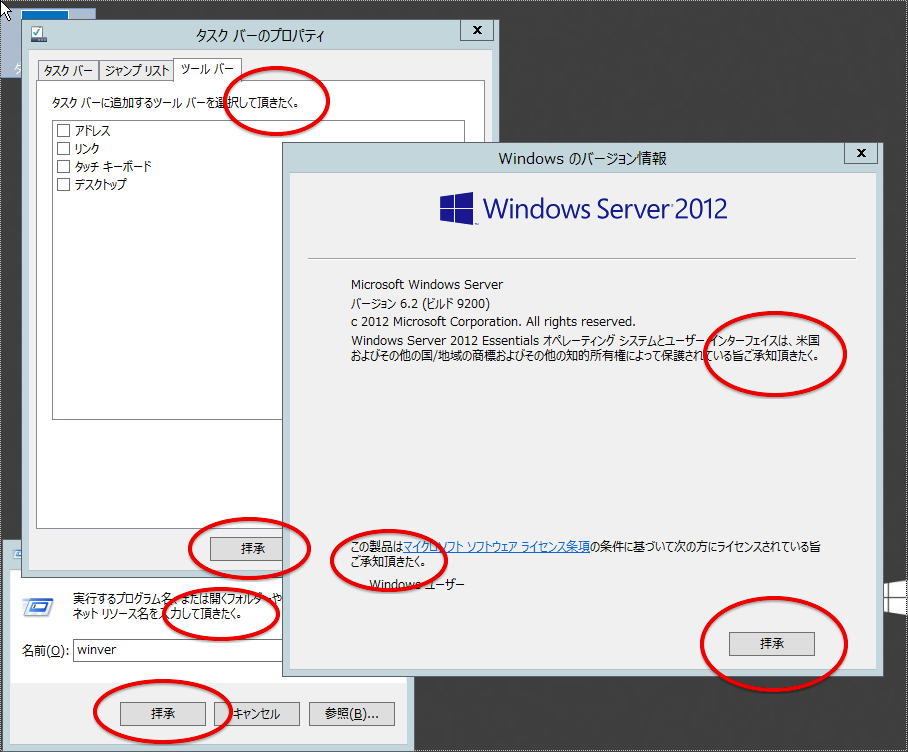 タスク バーのプロパティ
タスク バー
ジャンプ リスト
ツール バー
タスク バーに追加するツール バーを選択して頂きたく。
アドレス
リンク
タッチ キーボード
デスクトップ
拝承
Windows のバージョン情報
Windows Server 2012
Microsoft Windows Server
バージョン 6.2 (ビルド 9200)
c 2012 Microsoft Corporation. All rights reserved.
Windows Server 2012 Essentials オペレーティング システムとユーザー インターフェイスは、米国
およびその他の国/地域の商標およびその他の知的所有権によって保護されている旨ご承知頂きたく。
この製品はマイクロソフト ソフトウェア ライセンス条項の条件に基づいて次の方にライセンスされている旨
ご承知頂きたく。
Windows ユーザー
拝承
実行するプログラム名、または開くフォルダーや
ネット リソース名を入力して頂きたく。
名前(O):
winver
拝承
キャンセル
参照(B)...